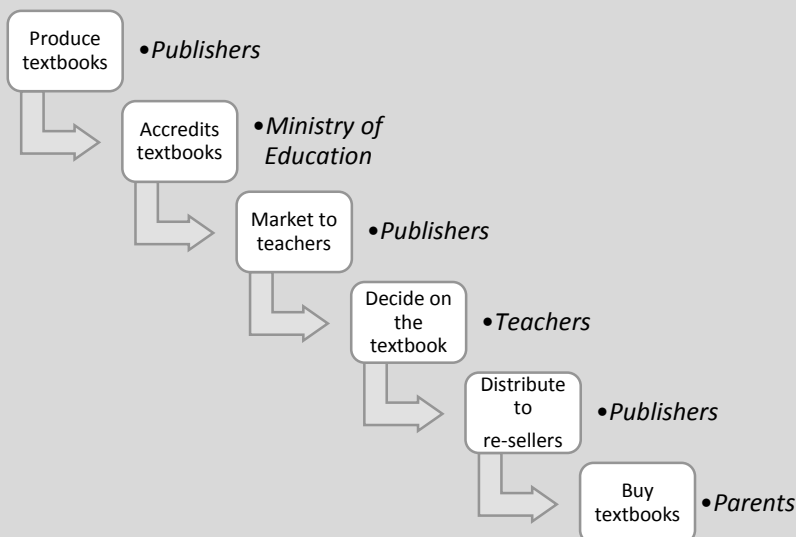 Produce
textbooks
•Publishers
Accredits
textbooks
•Ministry of
Education
Market to
teachers
•Publishers
Decide on
the
textbook
•Teachers
Distribute
to
re-sellers
•Publishers
Buy
textbooks
•Parents